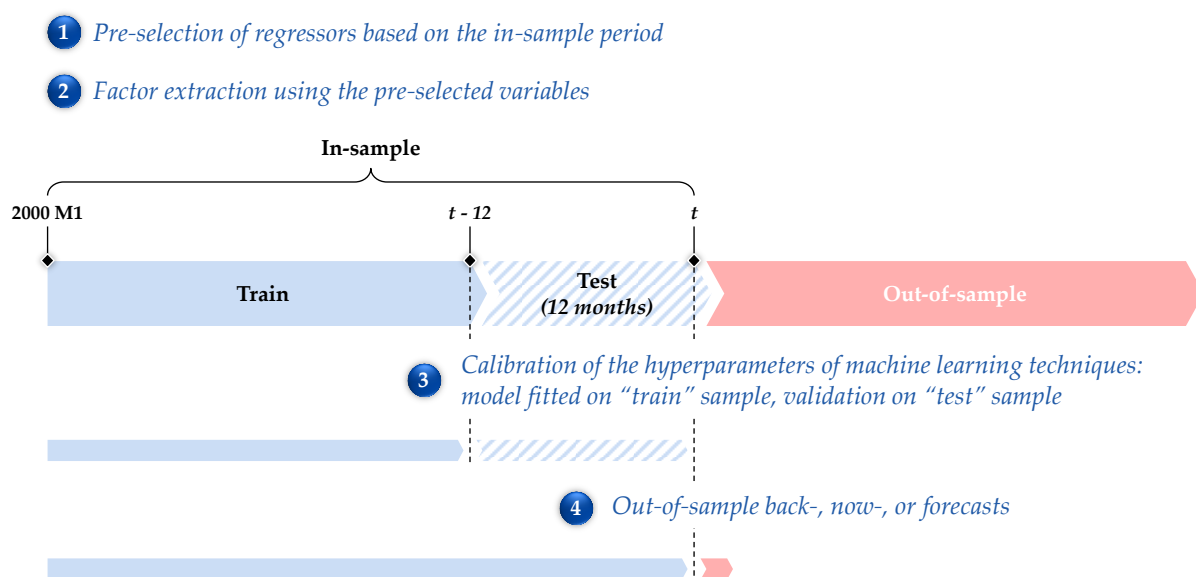 1 Pre-selection of regressors based on the in-sample period
2 Factor extraction using the pre-selected variables
In-sample
2000 M1
t - 12
t
Train
Test
(12 months)
Out-of-sample
3 Calibration of the hyperparameters of machine learning techniques:
model fitted on “train” sample, validation on “test” sample
4 Out-of-sample back-, now-, or forecasts